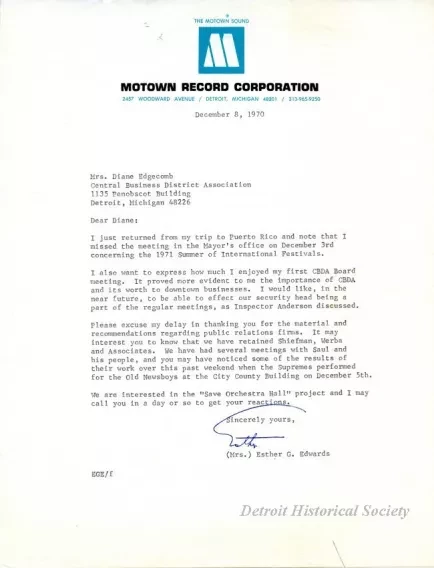 THE MOTOWN SOUND
M
MOTOWN RECORD CORPORATION
2457 WOODWARD AVENUE / DETROIT, MICHIGAN 48201 / 313-965-9250
December 8, 1970
Mrs. Diane Edgecomb
Central Business District Association
1135 Penobscot Building
Detroit, Michigan 48226
Dear Diane:
I just returned from my trip to Puerto Rico and note that I
missed the meeting in the Mayor's office on December 3rd
concerning the 1971 Summer of International Festivals.
I also want to express how much I enjoyed my first CBDA Board
meeting. It proved more evident to me the importance of CBDA
and its worth to downtown businesses. I would like, in the
near future, to be able to effect our security head being a
part of the regular meetings, as Inspector Anderson discussed.
Please excuse my delay in thanking you for the material and
recommendations regarding public relations firms. It may
interest you to know that we have retained Shiefman, Werba
and Associates. We have had several meetings with Saul and
his people, and you may have noticed some of the results of
their work over this past weekend when the Supremes performed
for the Old Newsboys at the City County Building on December 5th.
We are interested in the "Save Orchestra Hall" project and I may
call you in a day or so to get your reactions.
Sincerely yours,
Esther
(Mrs.) Esther G. Edwards
EGE/f
Detroit Historical Society